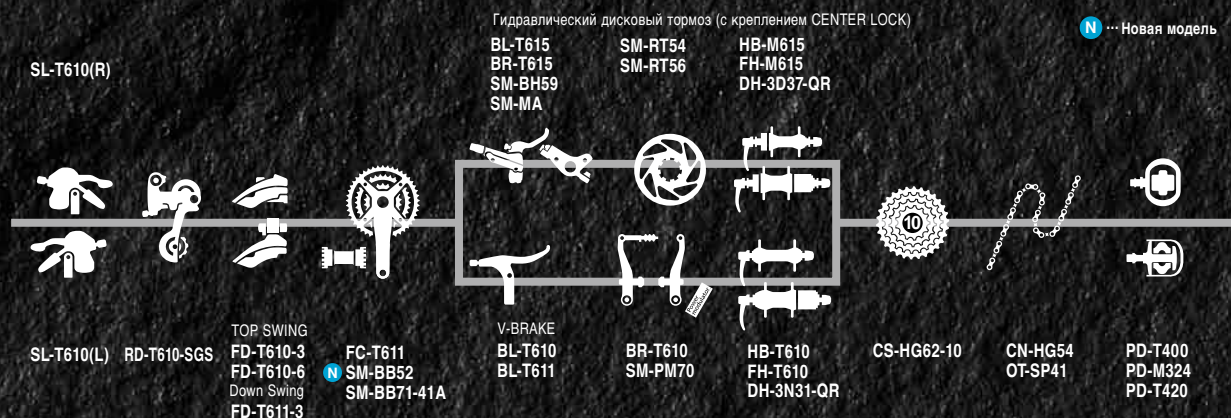 Гидравлический дисковый тормоз (с креплением CENTER LOCK)
N ··· Новая модель
SL-T610(R)
BL-T615
BR-T615
SM-BH59
SM-MA
SM-RT54
SM-RT56
HB-M615
FH-M615
DH-3D37-QR
10
Power modulator
SL-T610(L)
RD-T610-SGS
TOP SWING
FD-T610-3
FD-T610-6
Down Swing
FD-T611-3
FC-T611
N SM-BB52
SM-BB71-41A
V-BRAKE
BL-T610
BL-T611
BR-T610
SM-PM70
HB-T610
FH-T610
DH-3N31-QR
CS-HG62-10
CN-HG54
OT-SP41
PD-T400
PD-M324
PD-T420